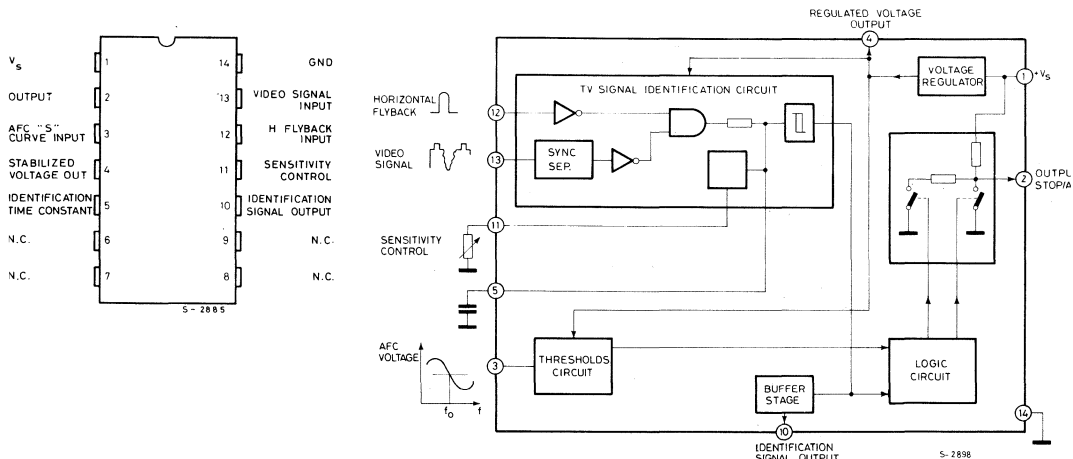 V_S
1
14
GND
OUTPUT
2
13
VIDEO SIGNAL
INPUT
AFC "S"
CURVE INPUT
3
12
H FLYBACK
INPUT
STABILIZED
VOLTAGE OUT
4
11
SENSITIVITY
CONTROL
IDENTIFICATION
TIME CONSTANT
5
10
IDENTIFICATION
SIGNAL OUTPUT
N.C.
6
9
N.C.
N.C.
7
8
N.C.
S-2885
REGULATED VOLTAGE
OUTPUT
4
VOLTAGE
REGULATOR
1
+V_S
TV SIGNAL IDENTIFICATION CIRCUIT
HORIZONTAL
FLYBACK
12
VIDEO
SIGNAL
13
SYNC
SEP.
2
OUTPU
STOP/A
11
SENSITIVITY
CONTROL
5
AFC
VOLTAGE
3
f_0
f
THRESHOLDS
CIRCUIT
LOGIC
CIRCUIT
BUFFER
STAGE
14
10
IDENTIFICATION
SIGNAL OUTPUT
S-2898